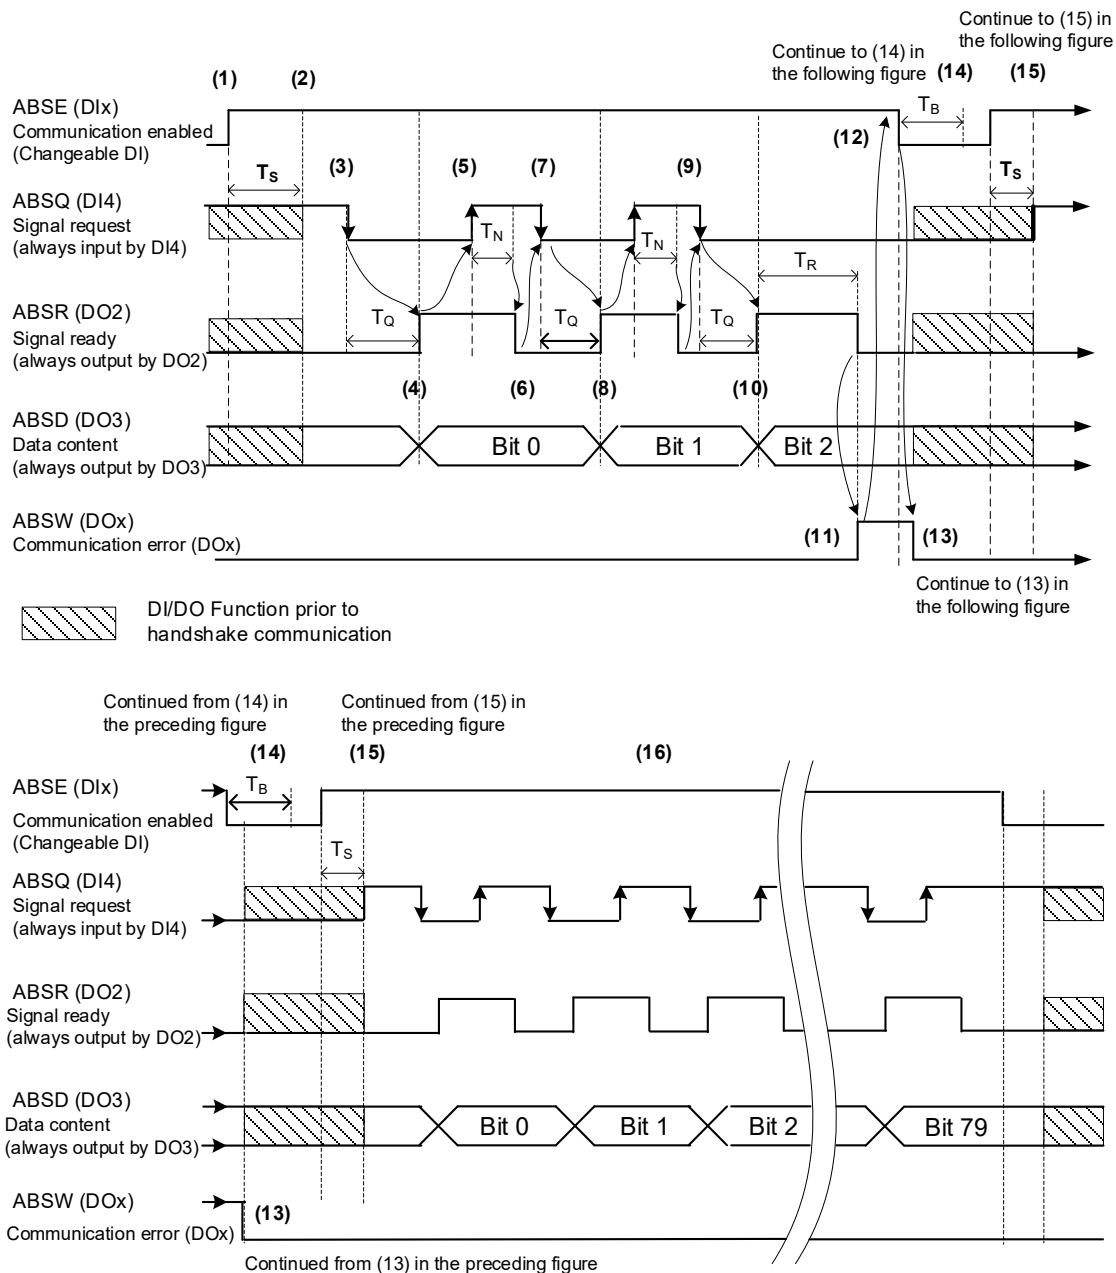 Continue to (15) in
the following figure
Continue to (14) in
the following figure
(1)
(2)
(14)
(15)
ABSE (DIx)
Communication enabled
(Changeable DI)
TB
(12)
TS
(3)
(5)
(7)
(9)
TS
ABSQ (DI4)
Signal request
(always input by DI4)
TN
TN
TR
ABSR (DO2)
Signal ready
(always output by DO2)
TQ
TQ
TQ
(4)
(6)
(8)
(10)
ABSD (DO3)
Data content
(always output by DO3)
Bit 0
Bit 1
Bit 2
ABSW (DOx)
Communication error (DOx)
(11)
(13)
Continue to (13) in
the following figure
DI/DO Function prior to
handshake communication
Continued from (14) in
the preceding figure
Continued from (15) in
the preceding figure
(14)
(15)
(16)
ABSE (DIx)
TB
Communication enabled
(Changeable DI)
TS
ABSQ (DI4)
Signal request
(always input by DI4)
ABSR (DO2)
Signal ready
(always output by DO2)
ABSD (DO3)
Data content
(always output by DO3)
Bit 0
Bit 1
Bit 2
Bit 79
ABSW (DOx)
(13)
Communication error (DOx)
Continued from (13) in the preceding figure